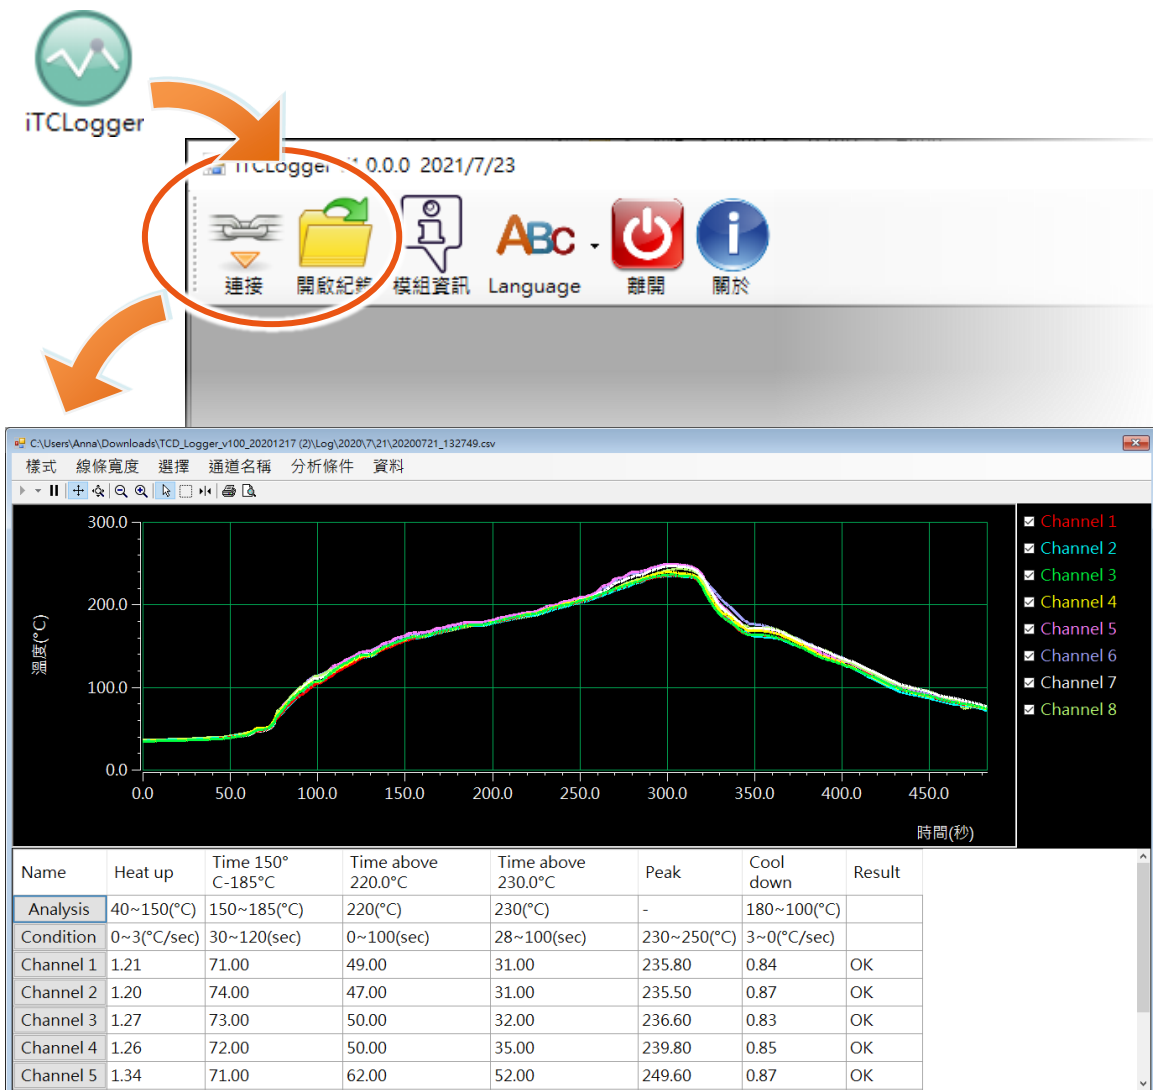 iTCLogger
iTCLogger V1.0.0.0 2021/7/23
連接
開啟紀錄
模組資訊
ABC
Language
離開
關於
C:\Users\Anna\Downloads\TCD_Logger_v100_20201217 (2)\Log\2020\7\21\20200721_132749.csv
樣式 線條寬度 選擇 通道名稱 分析條件 資料
300.0
200.0
100.0
0.0
溫度(°C)
0.0 50.0 100.0 150.0 200.0 250.0 300.0 350.0 400.0 450.0
時間(秒)
Channel 1
Channel 2
Channel 3
Channel 4
Channel 5
Channel 6
Channel 7
Channel 8
Name Heat up Time 150° C-185°C Time above 220.0°C Time above 230.0°C Peak Cool down Result
Analysis 40~150(°C) 150~185(°C) 220(°C) 230(°C) - 180~100(°C)
Condition 0~3(°C/sec) 30~120(sec) 0~100(sec) 28~100(sec) 230~250(°C) 3~0(°C/sec)
Channel 1 1.21 71.00 49.00 31.00 235.80 0.84 OK
Channel 2 1.20 74.00 47.00 31.00 235.50 0.87 OK
Channel 3 1.27 73.00 50.00 32.00 236.60 0.83 OK
Channel 4 1.26 72.00 50.00 35.00 239.80 0.85 OK
Channel 5 1.34 71.00 62.00 52.00 249.60 0.87 OK